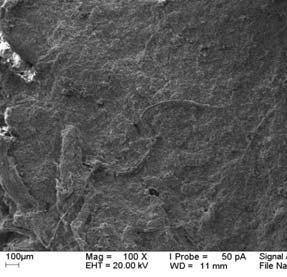 100µm Mag = 100 X I Probe = 50 pA Signal
EHT = 20.00 kV WD = 11 mm File Na